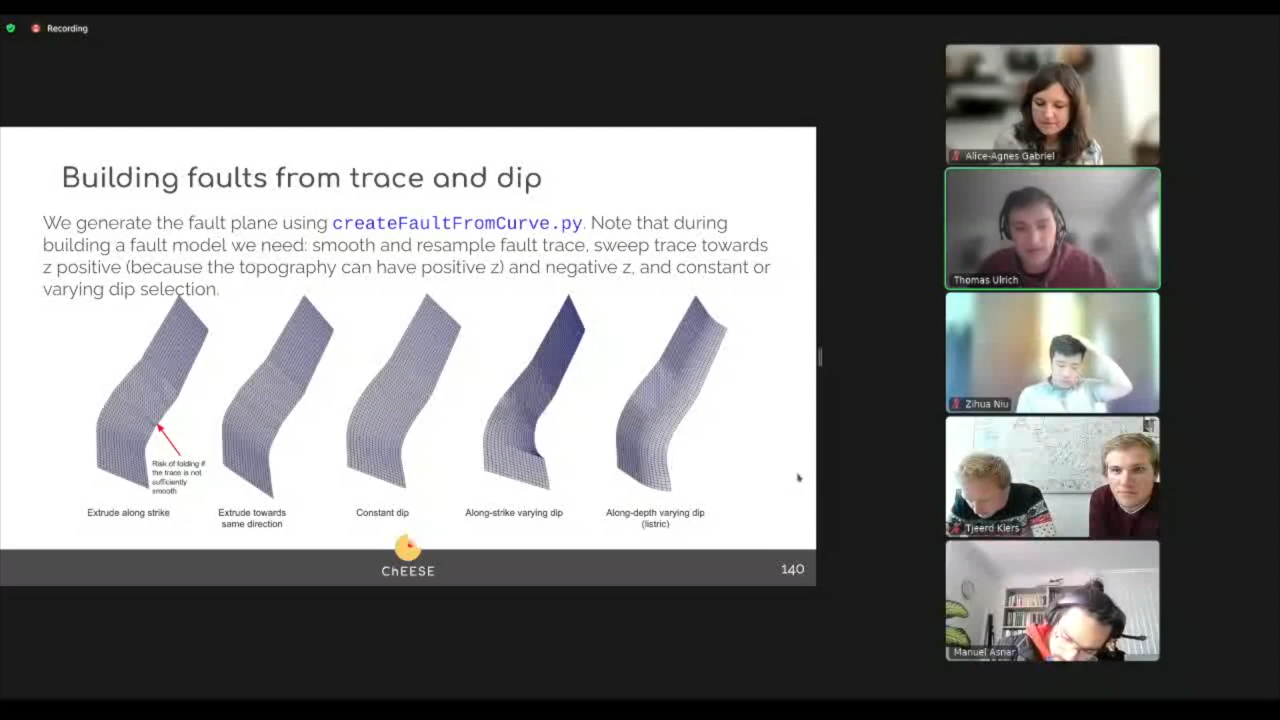 Recording
Building faults from trace and dip
We generate the fault plane using createFaultFromCurve.py. Note that during
building a fault model we need: smooth and resample fault trace, sweep trace towards
z positive (because the topography can have positive z) and negative z, and constant or
varying dip selection.
Risk of folding if
the trace is not
sufficiently
smooth
Extrude along strike
Extrude towards
same direction
Constant dip
Along-strike varying dip
Along-depth varying dip
(listric)
ChEESE
140
Alice-Agnes Gabriel
Thomas Ulrich
Zihua Niu
Tjeerd Kiers
Manuel Asnar